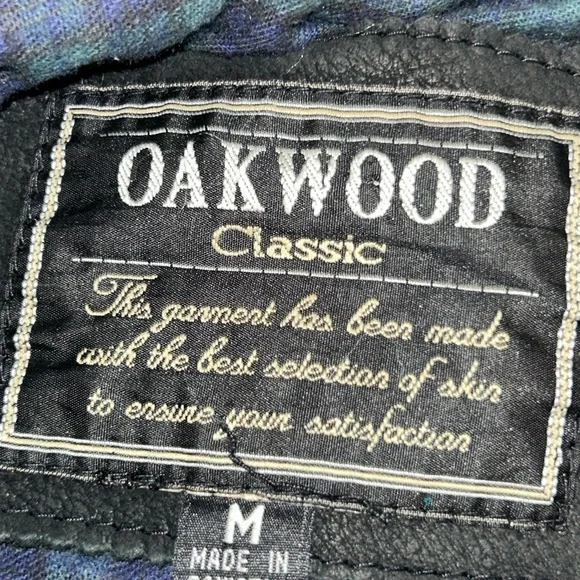 OAKWOOD
Classic
This garment has been made
with the best selection of skin
to ensure your satisfaction
M
MADE IN